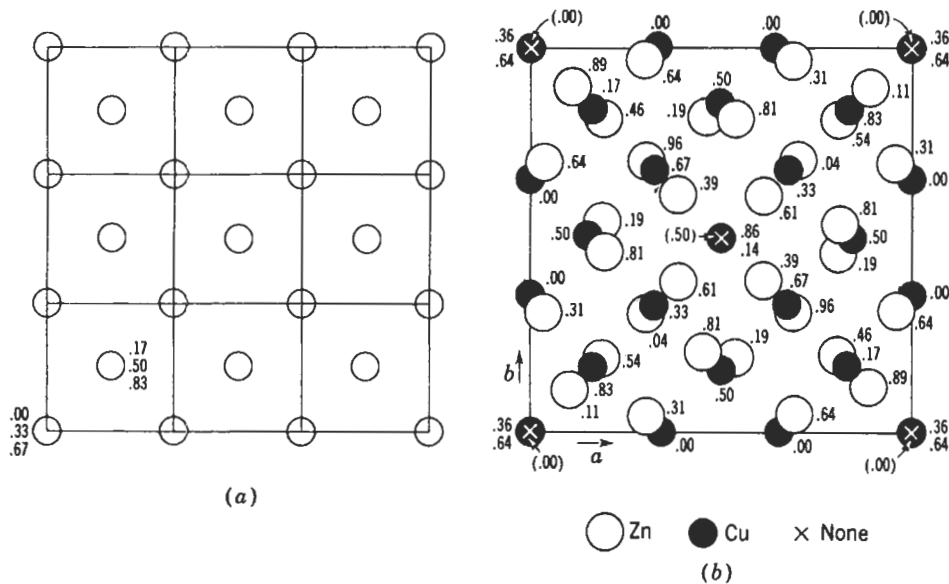 .17
.50
.83
.00
.33
.67
(a)
(.00) .00 .00 (.00)
.36 .36
.64 .64
.64 .31
.89 .50 .11
.17 .83
.46 .19 .81 .54
.64 .96 .04 .31
.67 .33
.00 .39 .61 .00
.19 .81
.50 (.50) .86 .50
.81 .14 .19
.00 .61 .39 .00
.67
.31 .33 .96 .64
.04 .81 .19 .46
.54 .17
.83 .50 .89
.11
b
.31 .64
.36 .36
.64 .00 .00 .64
(.00) a (.00)
Zn Cu × None
(b)